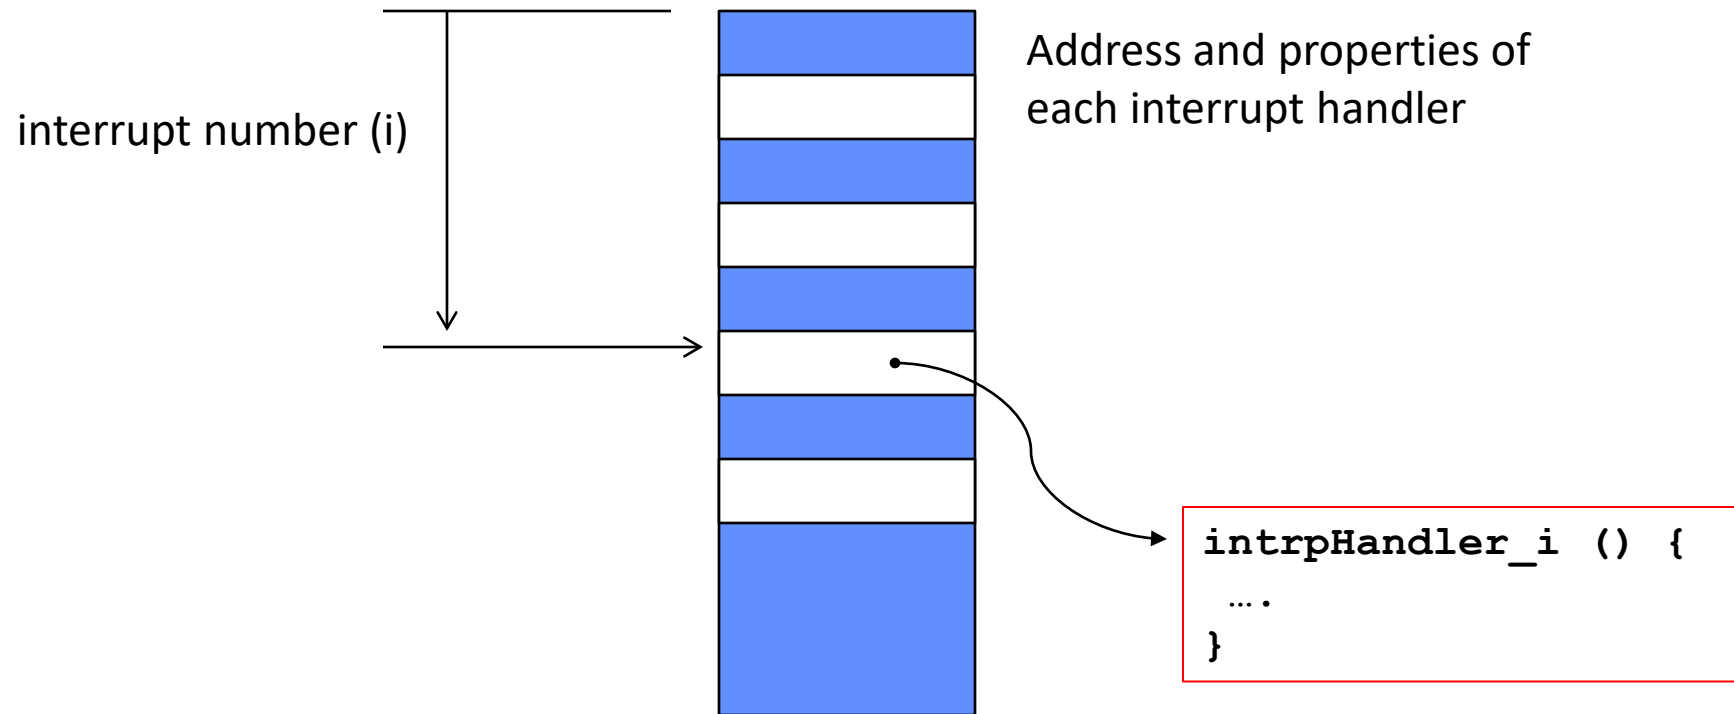 interrupt number (i)
Address and properties of
each interrupt handler
intrpHandler_i () {
….
}